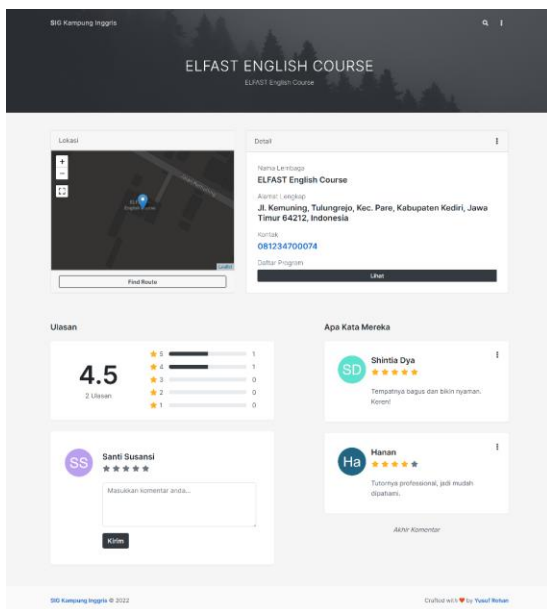 SIG Kampung Inggris
ELFAST ENGLISH COURSE
ELFAST English Course
Lokasi
+
−
Leaflet
Find Route
Detail
Nama Lembaga
ELFAST English Course
Alamat Lengkap
Jl. Kemuning, Tulungrejo, Kec. Pare, Kabupaten Kediri, Jawa
Timur 64212, Indonesia
Kontak
081234700074
Daftar Program
Lihat
Ulasan
4.5
2 Ulasan
5 1
4 1
3 0
2 0
1 0
SS
Santi Susansi
Masukkan komentar anda...
Kirim
Apa Kata Mereka
SD
Shintia Dya
Tempatnya bagus dan bikin nyaman.
Keren!
Ha
Hanan
Tutornya professional, jadi mudah
dipahami.
Akhir Komentar
SIG Kampung Inggris © 2022
Crafted with ❤ by Yusuf Rohan